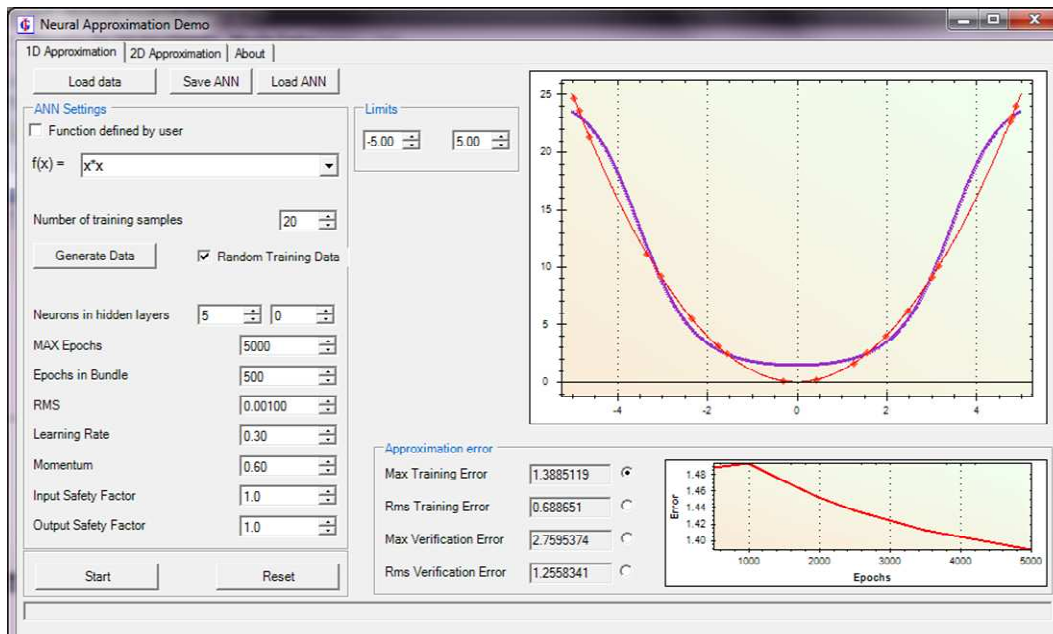 Neural Approximation Demo
1D Approximation 2D Approximation About
Load data Save ANN Load ANN
ANN Settings
Function defined by user
f(x) = x*x
Number of training samples 20
Generate Data Random Training Data
Neurons in hidden layers 5 0
MAX Epochs 5000
Epochs in Bundle 500
RMS 0.00100
Learning Rate 0.30
Momentum 0.60
Input Safety Factor 1.0
Output Safety Factor 1.0
Start Reset
Limits
-5.00 5.00
25
20
15
10
5
0
-4 -2 0 2 4
Approximation error
Max Training Error 1.3885119
Rms Training Error 0.688651
Max Verification Error 2.7595374
Rms Verification Error 1.2558341
Error
1.48
1.46
1.44
1.42
1.40
1000 2000 3000 4000 5000
Epochs